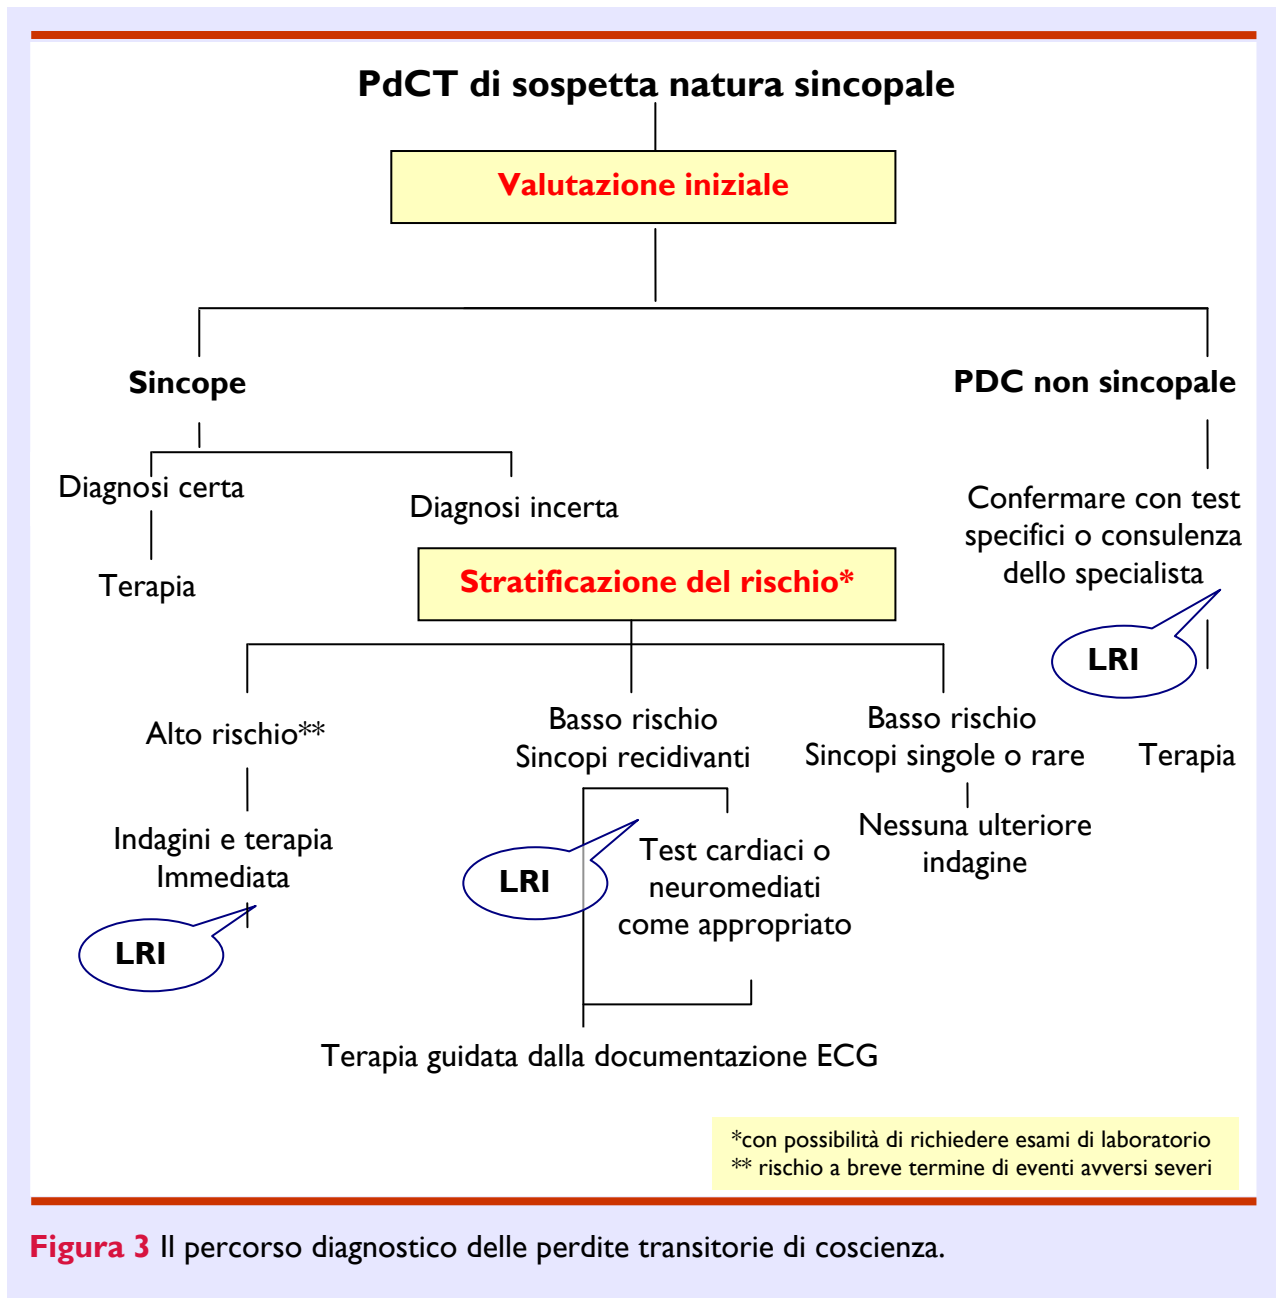 PdCT di sospetta natura sincopale
Valutazione iniziale
Sincope
PDC non sincopale
Diagnosi certa
Diagnosi incerta
Confermare con test
specifici o consulenza
dello specialista
Terapia
Stratificazione del rischio*
LRI
Alto rischio**
Basso rischio
Sincopi recidivanti
Basso rischio
Sincopi singole o rare
Terapia
Indagini e terapia
Immediata
LRI
LRI
Test cardiaci o
neuromediati
come appropriato
Nessuna ulteriore
indagine
Terapia guidata dalla documentazione ECG
*con possibilità di richiedere esami di laboratorio
** rischio a breve termine di eventi avversi severi
Figura 3 Il percorso diagnostico delle perdite transitorie di coscienza.